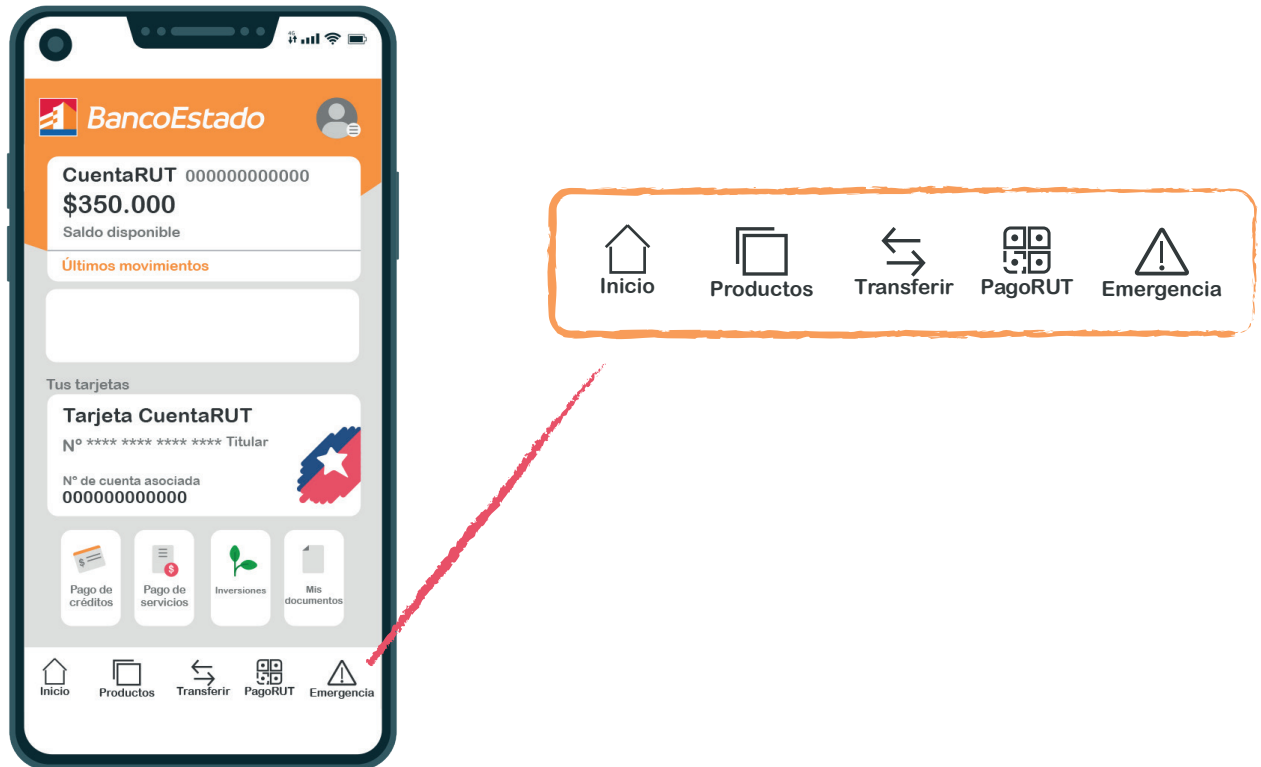 4G
BancoEstado
CuentaRUT 000000000000
$350.000
Saldo disponible
Últimos movimientos
Tus tarjetas
Tarjeta CuentaRUT
Nº **** **** **** **** Titular
N° de cuenta asociada
000000000000
$
$
Pago de
créditos
Pago de
servicios
Inversiones
Mis
documentos
Inicio Productos Transferir PagoRUT Emergencia
Inicio Productos Transferir PagoRUT Emergencia